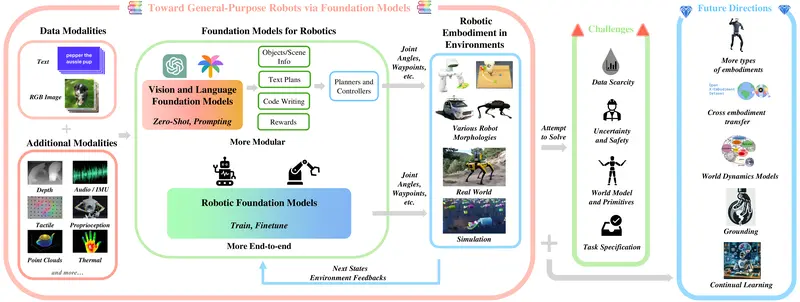 Toward General-Purpose Robots via Foundation Models
Data Modalities
Text
pepper the
aussie pup
RGB Image
Additional Modalities
Depth
Audio / IMU
Tactile
Proprioception
Point Clouds
Thermal
and more…
Foundation Models for Robotics
Vision and Language
Foundation Models
Zero-Shot, Prompting
Objects/Scene
Info
Text Plans
Code Writing
Rewards
Planners and
Controllers
More Modular
Robotic Foundation Models
Train, Finetune
More End-to-end
Joint
Angles,
Waypoints,
etc.
Joint
Angles,
Waypoints,
etc.
Next States
Environment Feedbacks
Robotic
Embodiment in
Environments
Various Robot
Morphologies
Real World
Simulation
Attempt
to Solve
Challenges
Data Scarcity
Uncertainty
and Safety
World Model
and Primitives
Task Specification
Future Directions
More types
of embodiments
Open
X-Embodiment
Dataset
Cross embodiment
transfer
World Dynamics Models
Grounding
Continual Learning